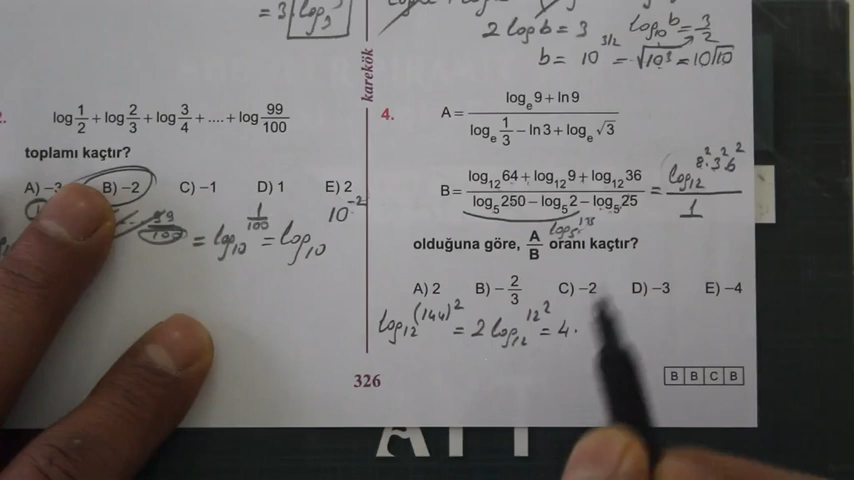 = 3 log₃
2 log b = 3 log₁₀ b = 3/2
b = 10^3/2 = √10³ = 10√10
karekök
log 1/2 + log 2/3 + log 3/4 + .... + log 99/100
toplamı kaçtır?
A) –3 B) –2 C) –1 D) 1 E) 2
= log₁₀ 1/100 = log₁₀ 10⁻²
4. A = (logₑ 9 + ln 9) / (logₑ 1/3 – ln 3 + logₑ √3)
B = (log₁₂ 64 + log₁₂ 9 + log₁₂ 36) / (log₅ 250 – log₅ 2 – log₅ 25) = (log₁₂ 8².3².6²) / 1
olduğuna göre, A/B oranı kaçtır?
A) 2 B) –2/3 C) –2 D) –3 E) –4
log₁₂ (144)² = 2 log₁₂ 12² = 4.
326
B B C B